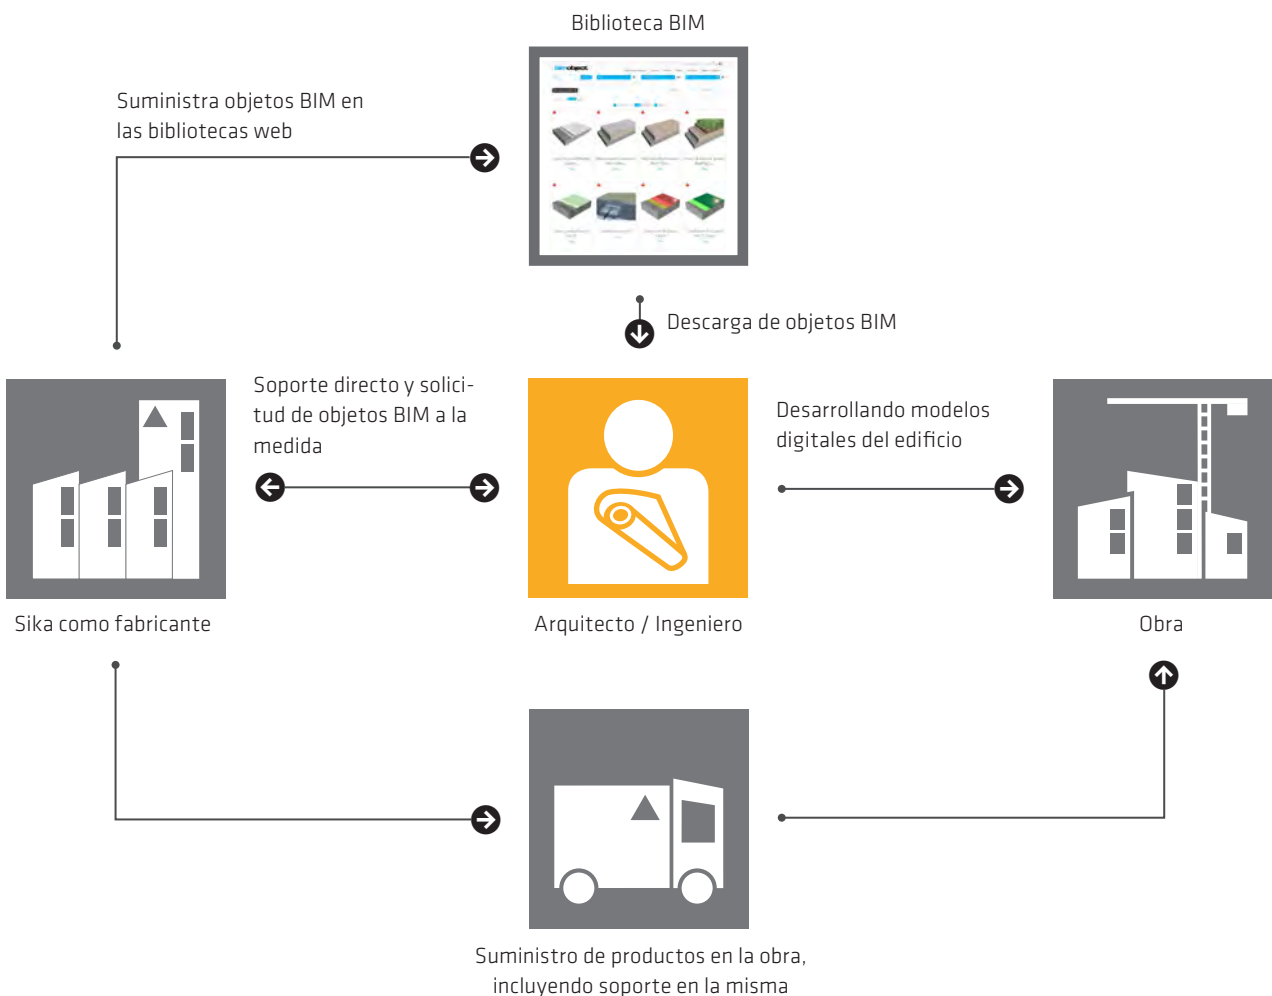 Biblioteca BIM
Suministra objetos BIM en
las bibliotecas web
Descarga de objetos BIM
Soporte directo y solici-
tud de objetos BIM a la
medida
Desarrollando modelos
digitales del edificio
Sika como fabricante
Arquitecto / Ingeniero
Obra
Suministro de productos en la obra,
incluyendo soporte en la misma